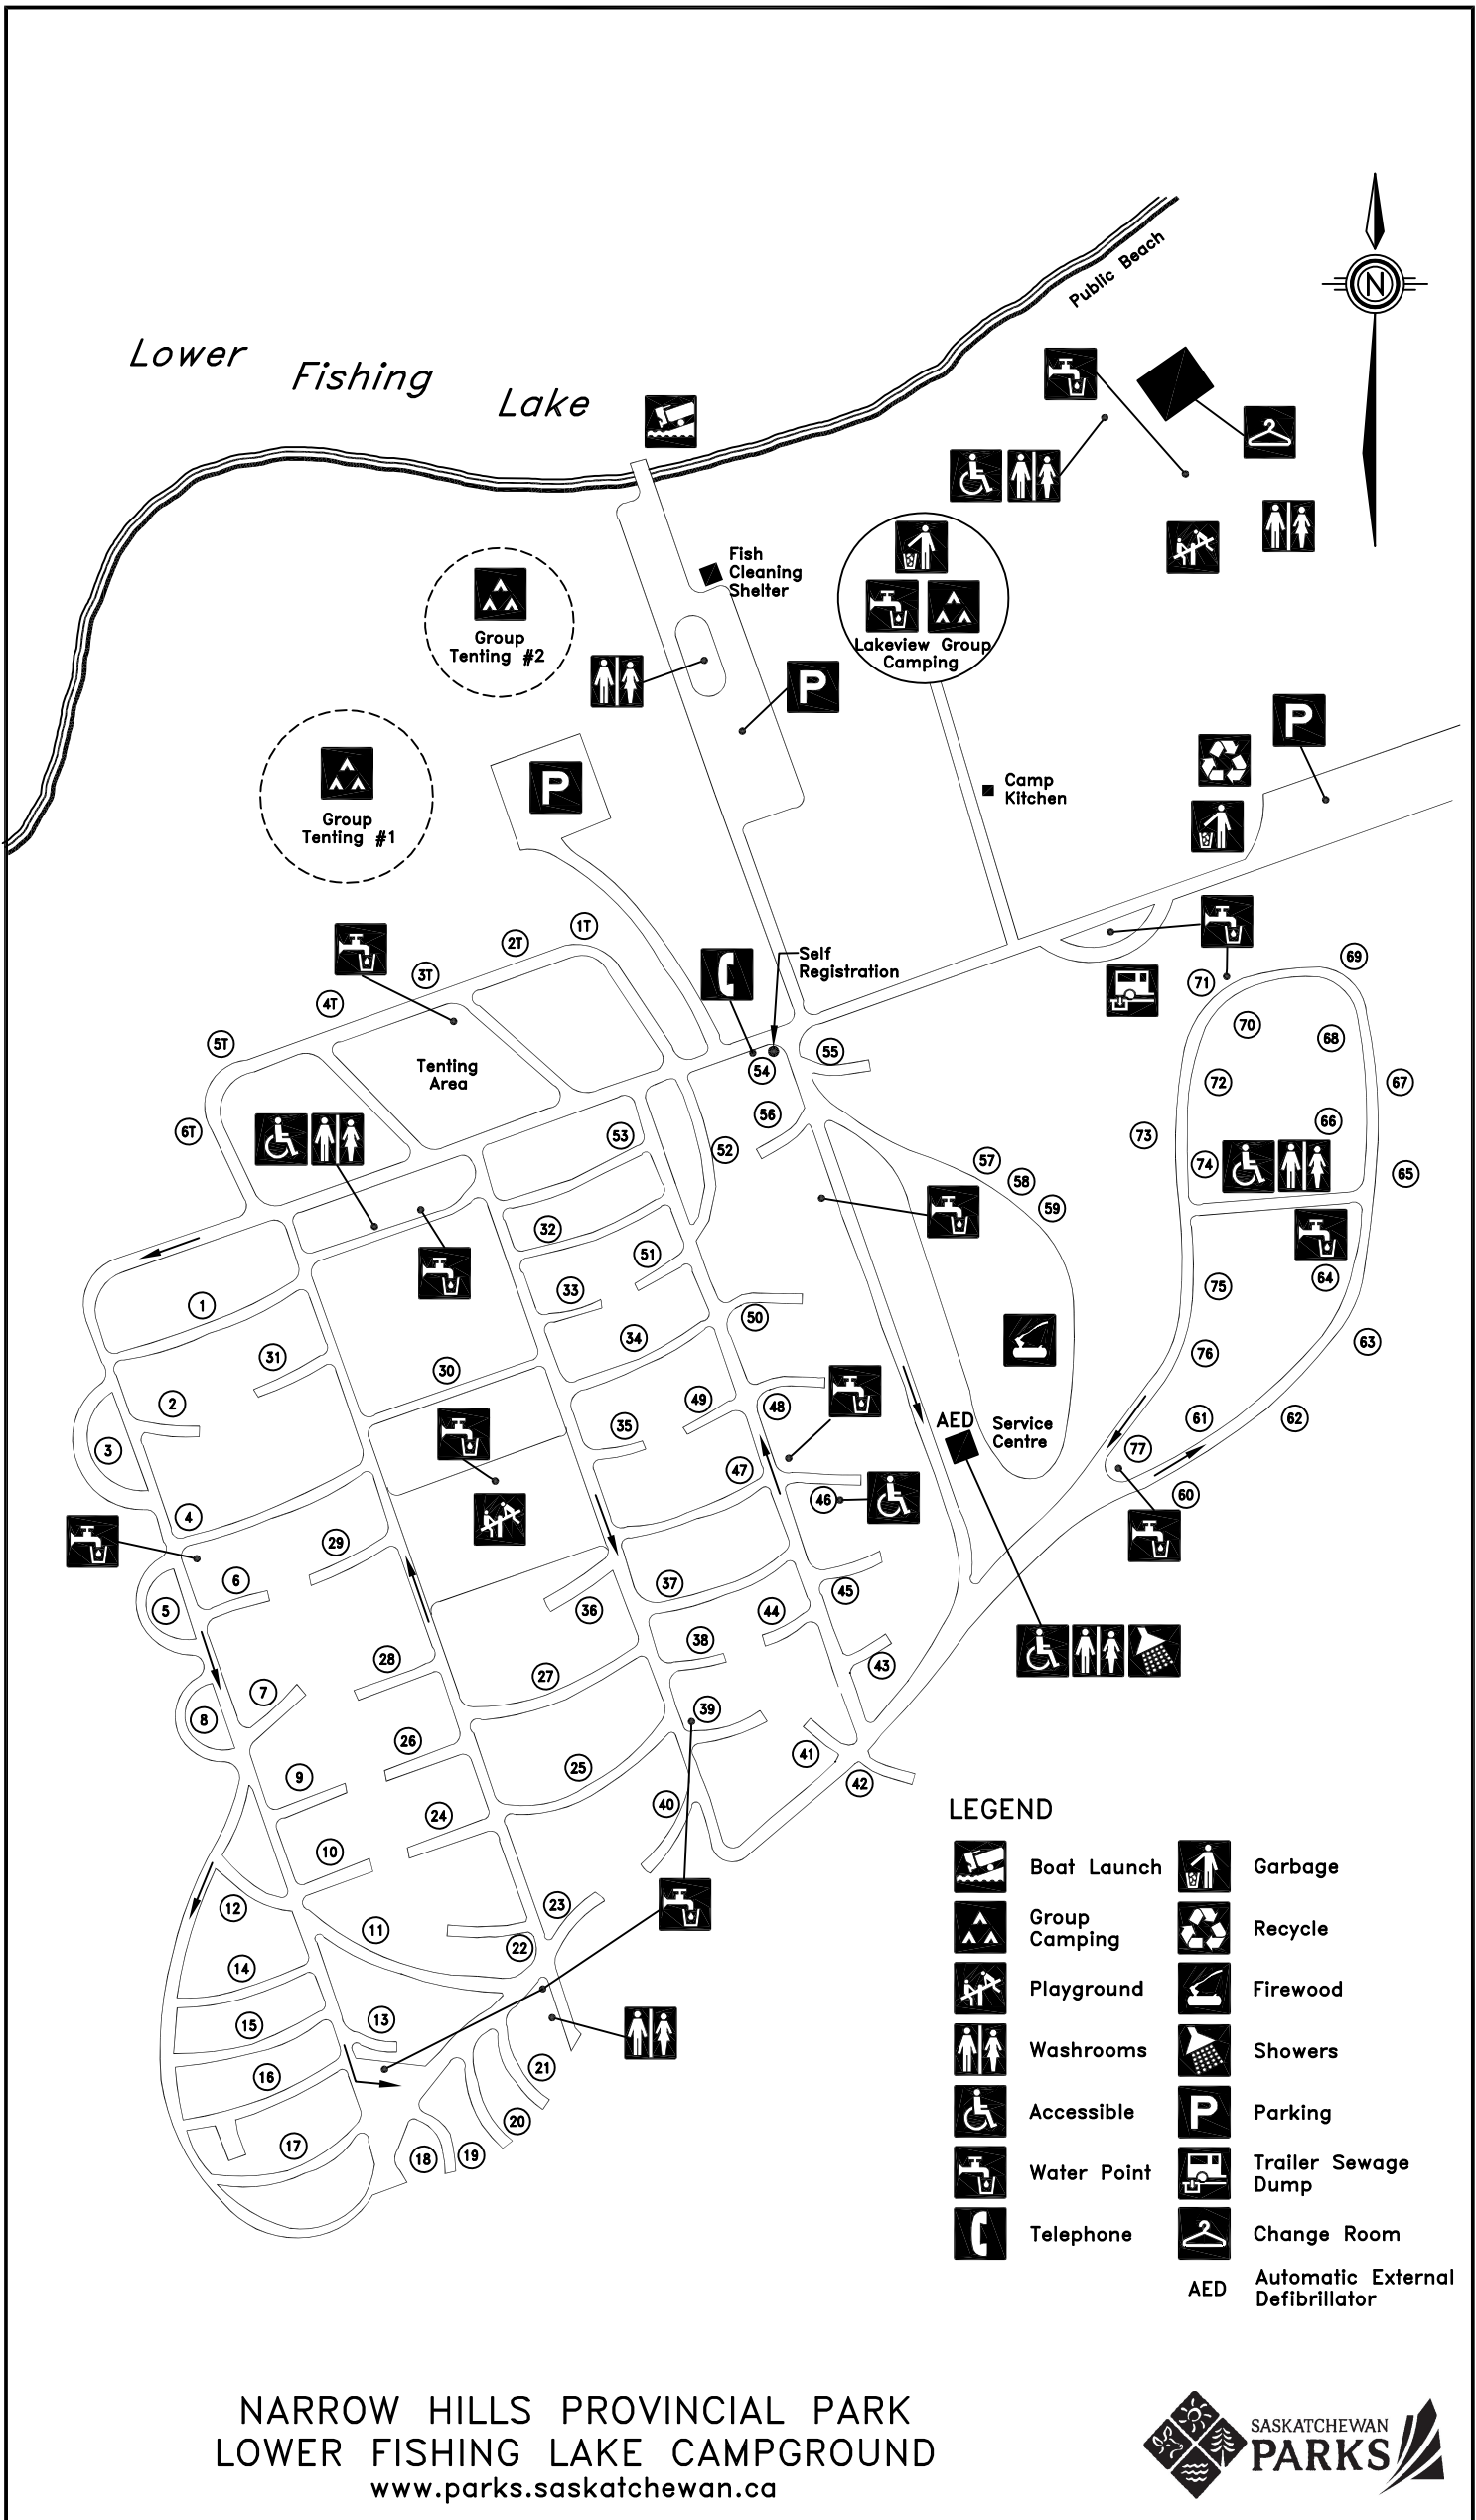 Lower Fishing Lake
Public Beach
N
Fish
Cleaning
Shelter
Group
Tenting #2
Lakeview Group
Camping
P
P
Group
Tenting #1
P
Camp
Kitchen
1T
2T
3T
4T
5T
6T
Self
Registration
Tenting
Area
69
71
70
68
72
67
73
66
74
65
64
75
63
76
61
62
77
60
54
55
56
53
52
57
58
59
32
51
33
50
34
1
31
30
2
3
49
48
35
AED
Service
Centre
47
46
4
29
6
5
37
36
44
45
38
28
27
43
7
8
39
26
41
25
42
9
40
24
10
23
12
11
22
14
13
15
16
21
20
17
18
19
LEGEND
Boat Launch
Garbage
Group
Camping
Recycle
Playground
Firewood
Washrooms
Showers
Accessible
P
Parking
Water Point
Trailer Sewage
Dump
Telephone
Change Room
AED
Automatic External
Defibrillator
NARROW HILLS PROVINCIAL PARK
LOWER FISHING LAKE CAMPGROUND
www.parks.saskatchewan.ca
SASKATCHEWAN
PARKS